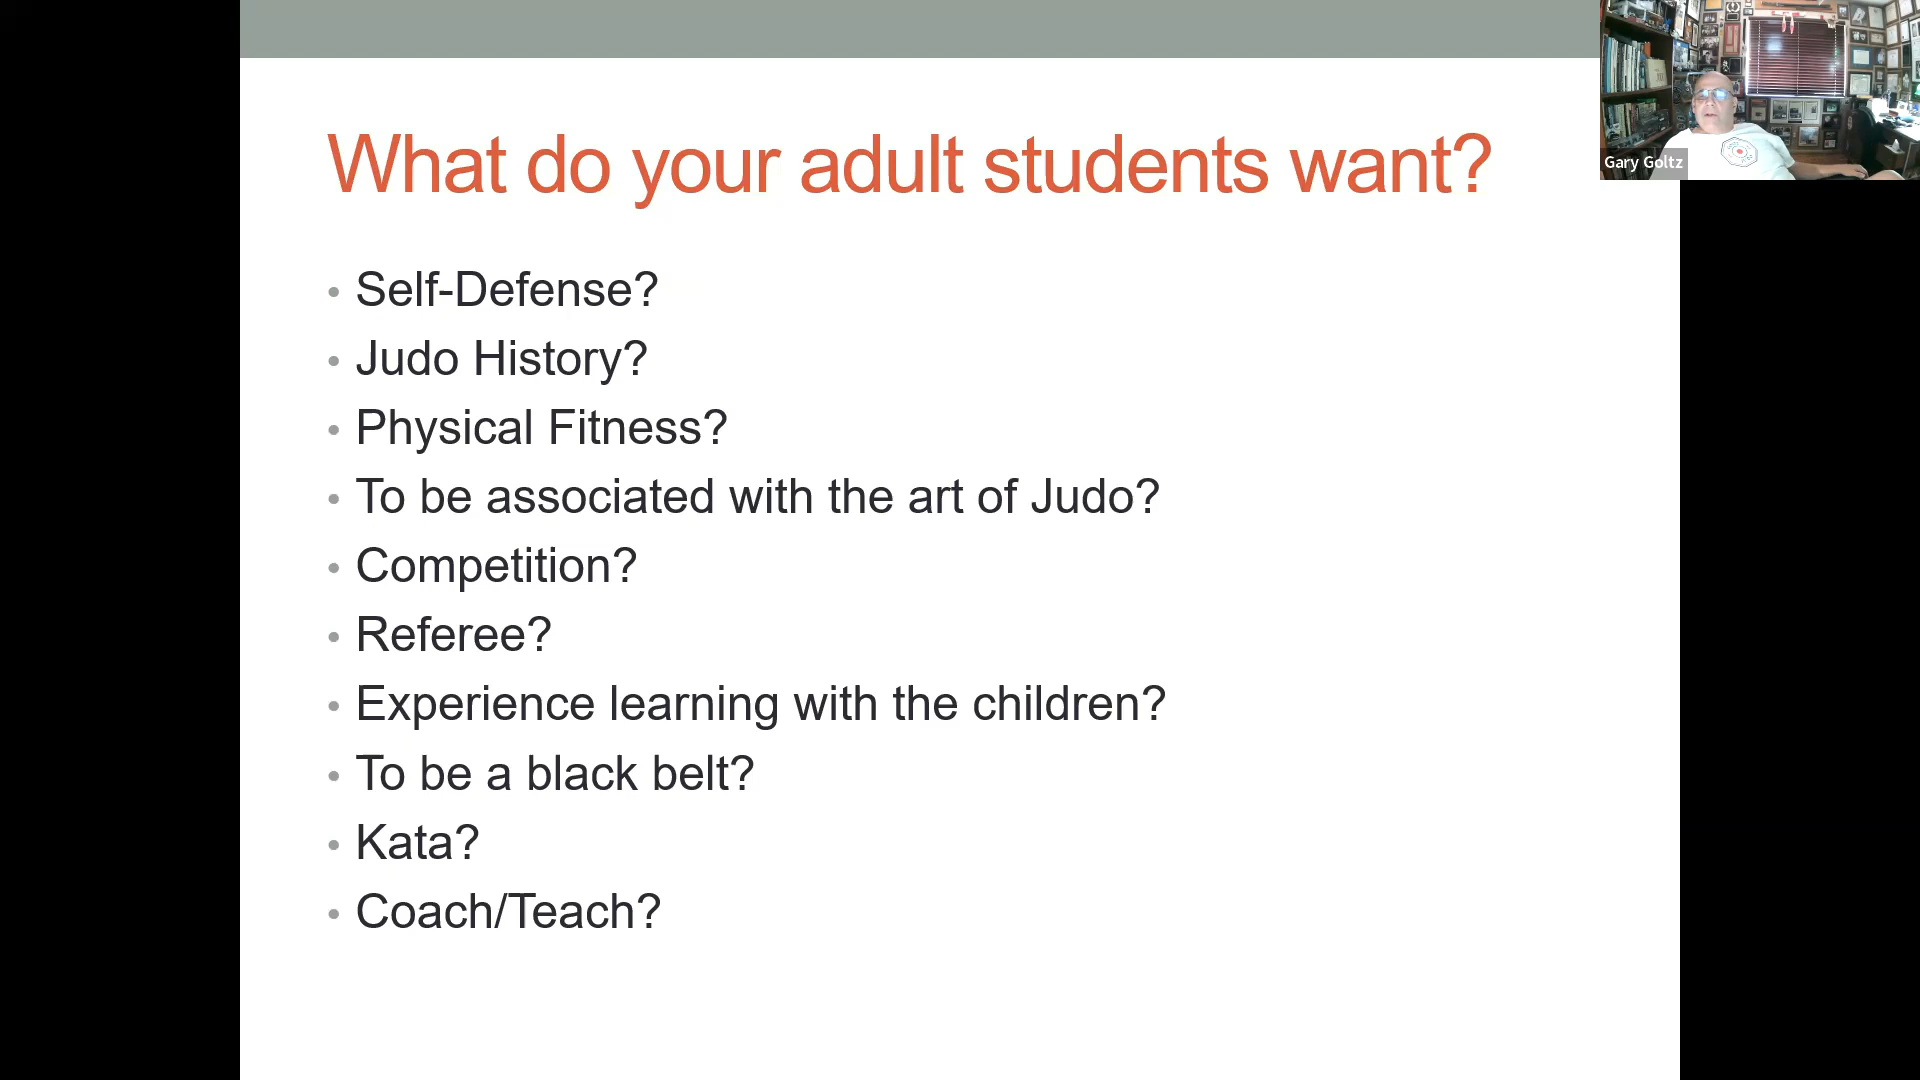 What do your adult students want?
Gary Goltz
• Self-Defense?
• Judo History?
• Physical Fitness?
• To be associated with the art of Judo?
• Competition?
• Referee?
• Experience learning with the children?
• To be a black belt?
• Kata?
• Coach/Teach?